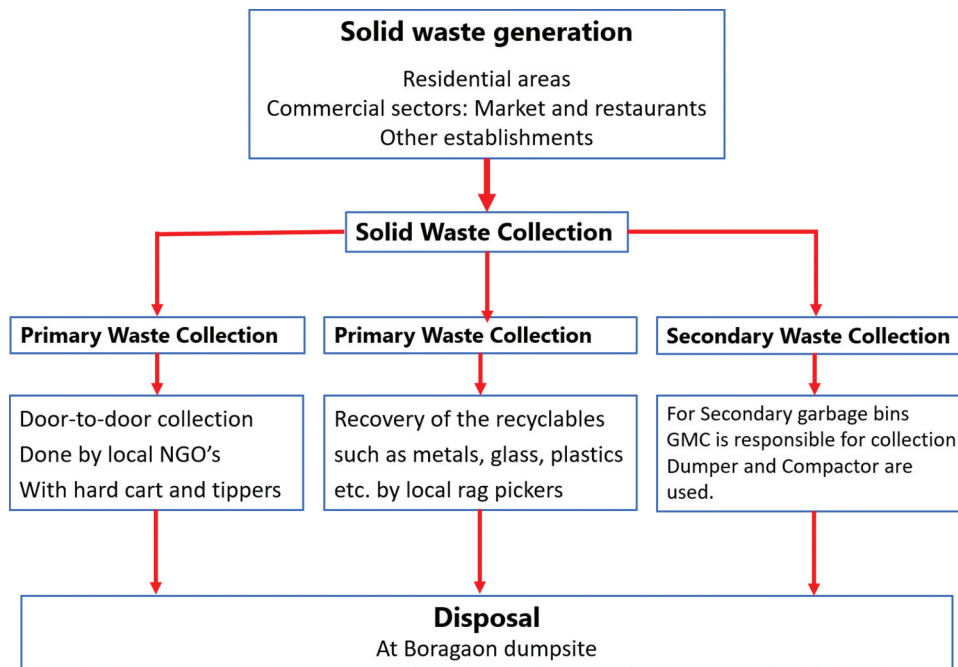 Solid waste generation
Residential areas
Commercial sectors: Market and restaurants
Other establishments
Solid Waste Collection
Primary Waste Collection
Primary Waste Collection
Secondary Waste Collection
Door-to-door collection
Done by local NGO’s
With hard cart and tippers
Recovery of the recyclables
such as metals, glass, plastics
etc. by local rag pickers
For Secondary garbage bins
GMC is responsible for collection
Dumper and Compactor are
used.
Disposal
At Boragaon dumpsite